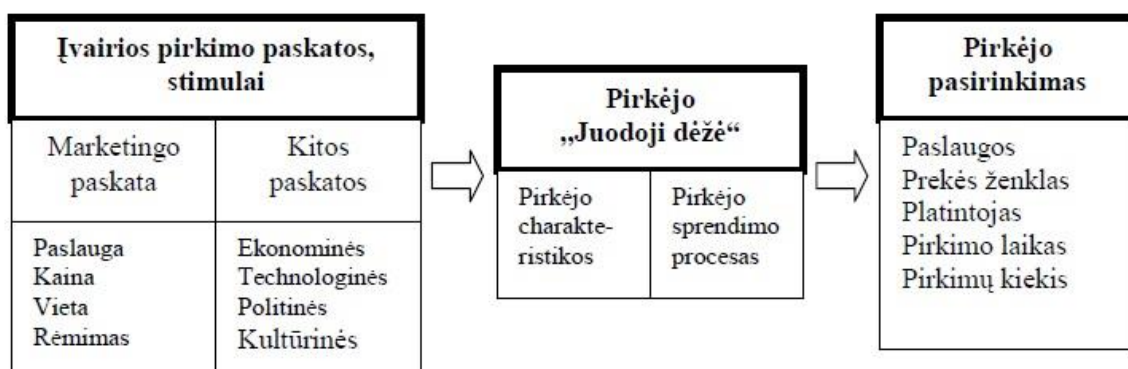 Įvairios pirkimo paskatos,
stimulai
Marketingo
paskata
Kitos
paskatos
Paslauga
Kaina
Vieta
Rėmimas
Ekonominės
Technologinės
Politinės
Kultūrinės
Pirkėjo
„Juodoji dėžė“
Pirkėjo
charakte-
ristikos
Pirkėjo
sprendimo
procesas
Pirkėjo
pasirinkimas
Paslaugos
Prekės ženklas
Platintojas
Pirkimo laikas
Pirkimų kiekis